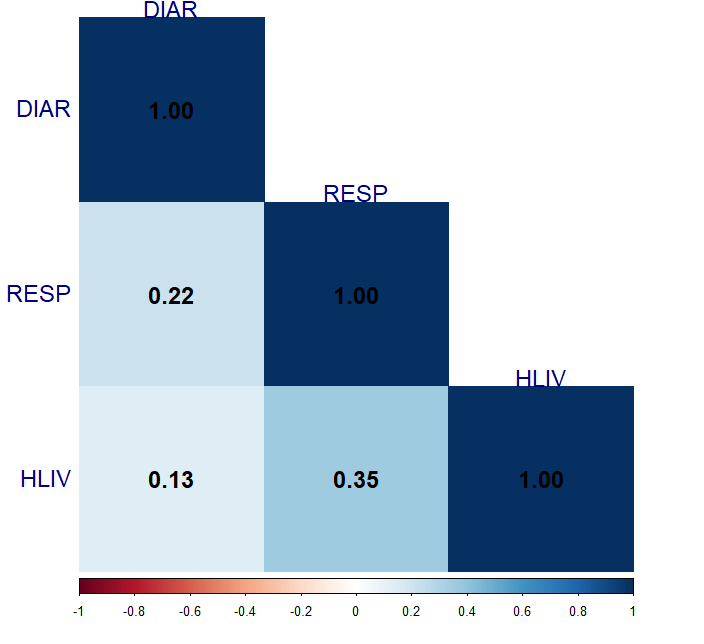 DIAR
DIAR 1.00
RESP
RESP 0.22 1.00
HLIV
HLIV 0.13 0.35 1.00
-1 -0.8 -0.6 -0.4 -0.2 0 0.2 0.4 0.6 0.8 1